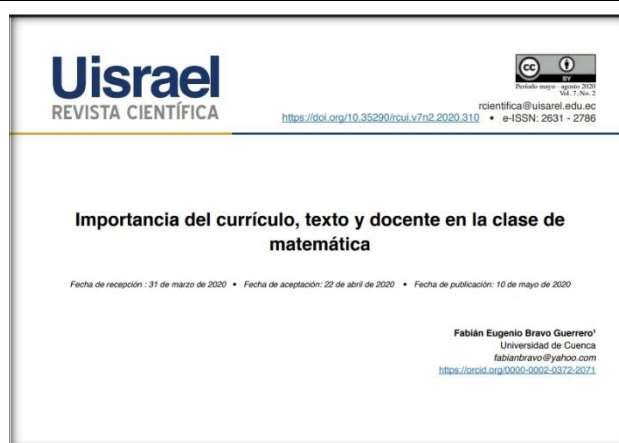 Uisrael
REVISTA CIENTÍFICA
CC BY
Período mayo - agosto 2020
Vol. 7, No. 2
rcientifica@uisarel.edu.ec
https://doi.org/10.35290/rcui.v7n2.2020.310 • e-ISSN: 2631 - 2786
Importancia del currículo, texto y docente en la clase de
matemática
Fecha de recepción : 31 de marzo de 2020 • Fecha de aceptación: 22 de abril de 2020 • Fecha de publicación: 10 de mayo de 2020
Fabián Eugenio Bravo Guerrero¹
Universidad de Cuenca
fabianbravo@yahoo.com
https://orcid.org/0000-0002-0372-2071